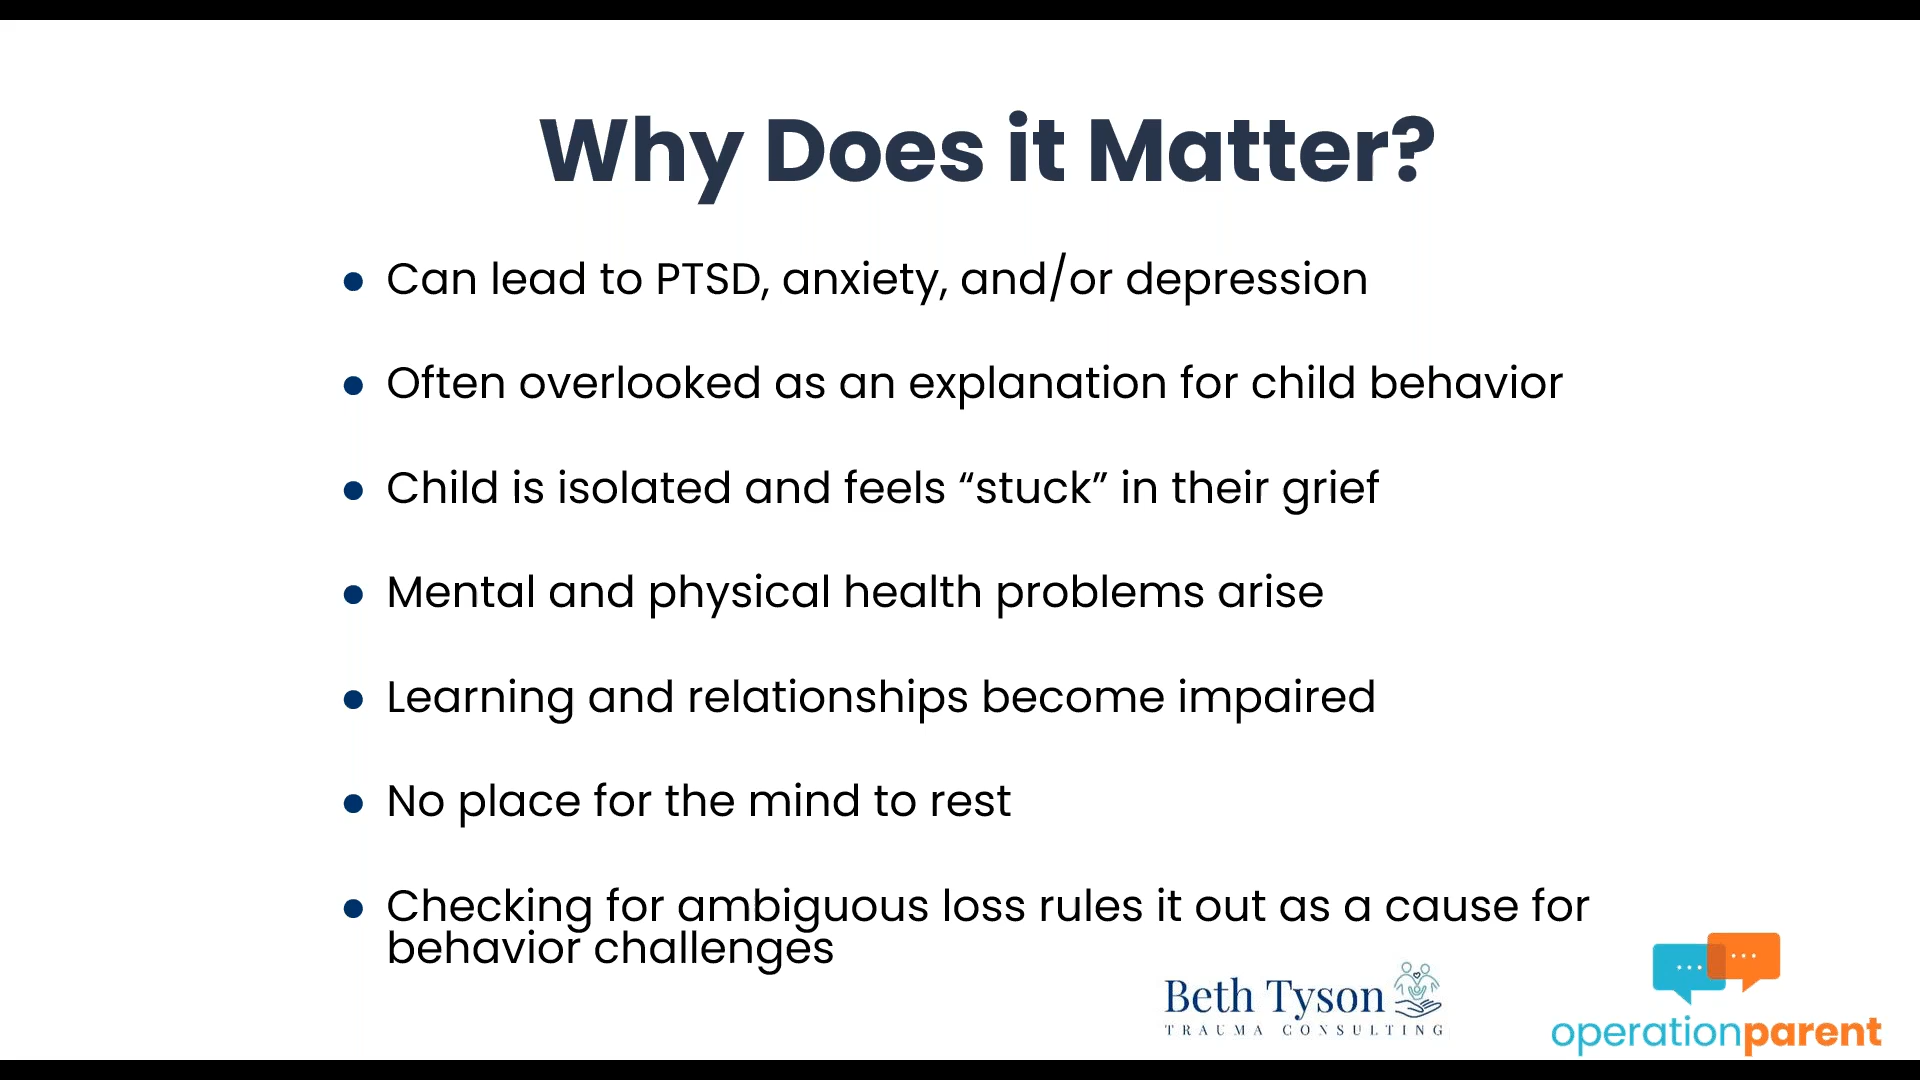 Why Does it Matter?
● Can lead to PTSD, anxiety, and/or depression
● Often overlooked as an explanation for child behavior
● Child is isolated and feels “stuck” in their grief
● Mental and physical health problems arise
● Learning and relationships become impaired
● No place for the mind to rest
● Checking for ambiguous loss rules it out as a cause for
behavior challenges
Beth Tyson
TRAUMA CONSULTING
operationparent